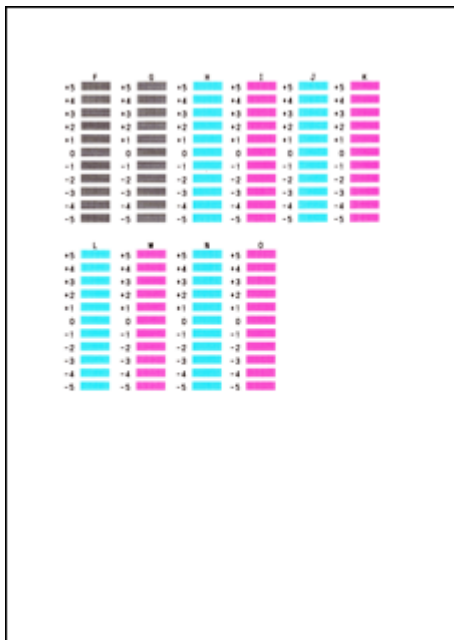 F G H I J K
+5 +5 +5 +5 +5 +5
+4 +4 +4 +4 +4 +4
+3 +3 +3 +3 +3 +3
+2 +2 +2 +2 +2 +2
+1 +1 +1 +1 +1 +1
0 0 0 0 0 0
-1 -1 -1 -1 -1 -1
-2 -2 -2 -2 -2 -2
-3 -3 -3 -3 -3 -3
-4 -4 -4 -4 -4 -4
-5 -5 -5 -5 -5 -5
L M N O
+5 +5 +5 +5
+4 +4 +4 +4
+3 +3 +3 +3
+2 +2 +2 +2
+1 +1 +1 +1
0 0 0 0
-1 -1 -1 -1
-2 -2 -2 -2
-3 -3 -3 -3
-4 -4 -4 -4
-5 -5 -5 -5